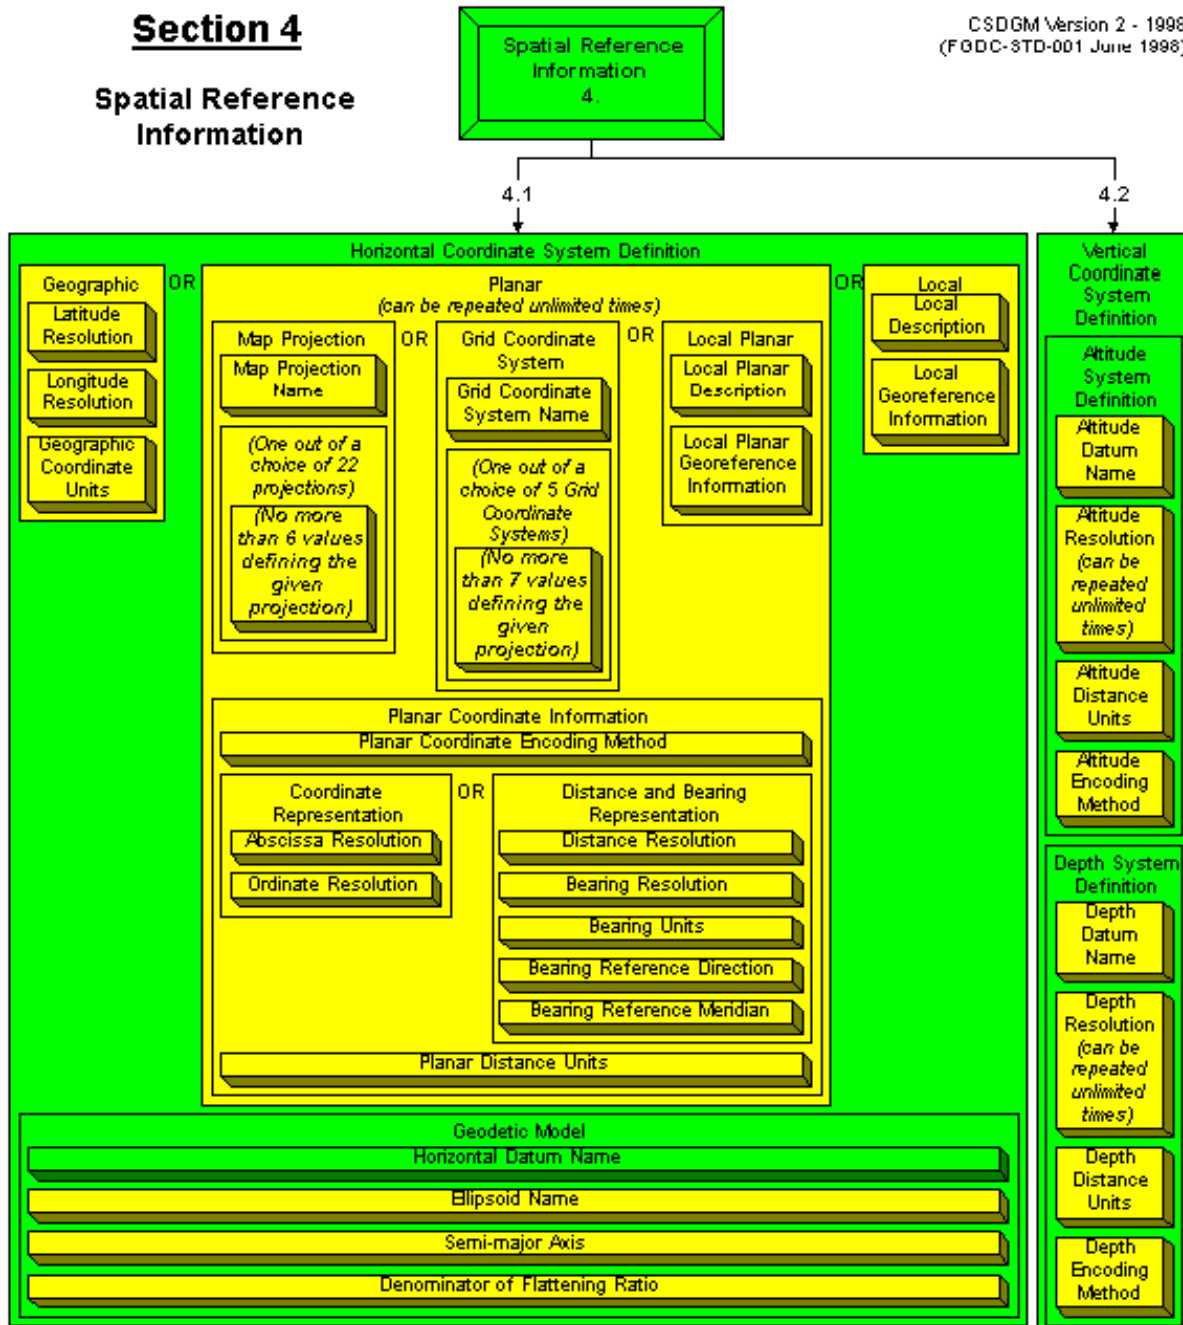 Section 4
Spatial Reference
Information
Spatial Reference
Information
4.
CSDGM Version 2 - 1998
(FGDC-STD-001 June 1998)
4.1
4.2
Horizontal Coordinate System Definition
Geographic
Latitude
Resolution
Longitude
Resolution
Geographic
Coordinate
Units
OR
Planar
(can be repeated unlimited times)
Map Projection
Map Projection
Name
(One out of a
choice of 22
projections)
(No more
than 6 values
defining the
given
projection)
OR
Grid Coordinate
System
Grid Coordinate
System Name
(One out of a
choice of 5 Grid
Coordinate
Systems)
(No more
than 7 values
defining the
given
projection)
OR
Local Planar
Local Planar
Description
Local Planar
Georeference
Information
Planar Coordinate Information
Planar Coordinate Encoding Method
Coordinate
Representation
Abscissa Resolution
Ordinate Resolution
OR
Distance and Bearing
Representation
Distance Resolution
Bearing Resolution
Bearing Units
Bearing Reference Direction
Bearing Reference Meridian
Planar Distance Units
OR
Local
Local
Description
Local
Georeference
Information
Geodetic Model
Horizontal Datum Name
Ellipsoid Name
Semi-major Axis
Denominator of Flattening Ratio
Vertical
Coordinate
System
Definition
Altitude
System
Definition
Altitude
Datum
Name
Altitude
Resolution
(can be
repeated
unlimited
times)
Altitude
Distance
Units
Altitude
Encoding
Method
Depth System
Definition
Depth
Datum
Name
Depth
Resolution
(can be
repeated
unlimited
times)
Depth
Distance
Units
Depth
Encoding
Method